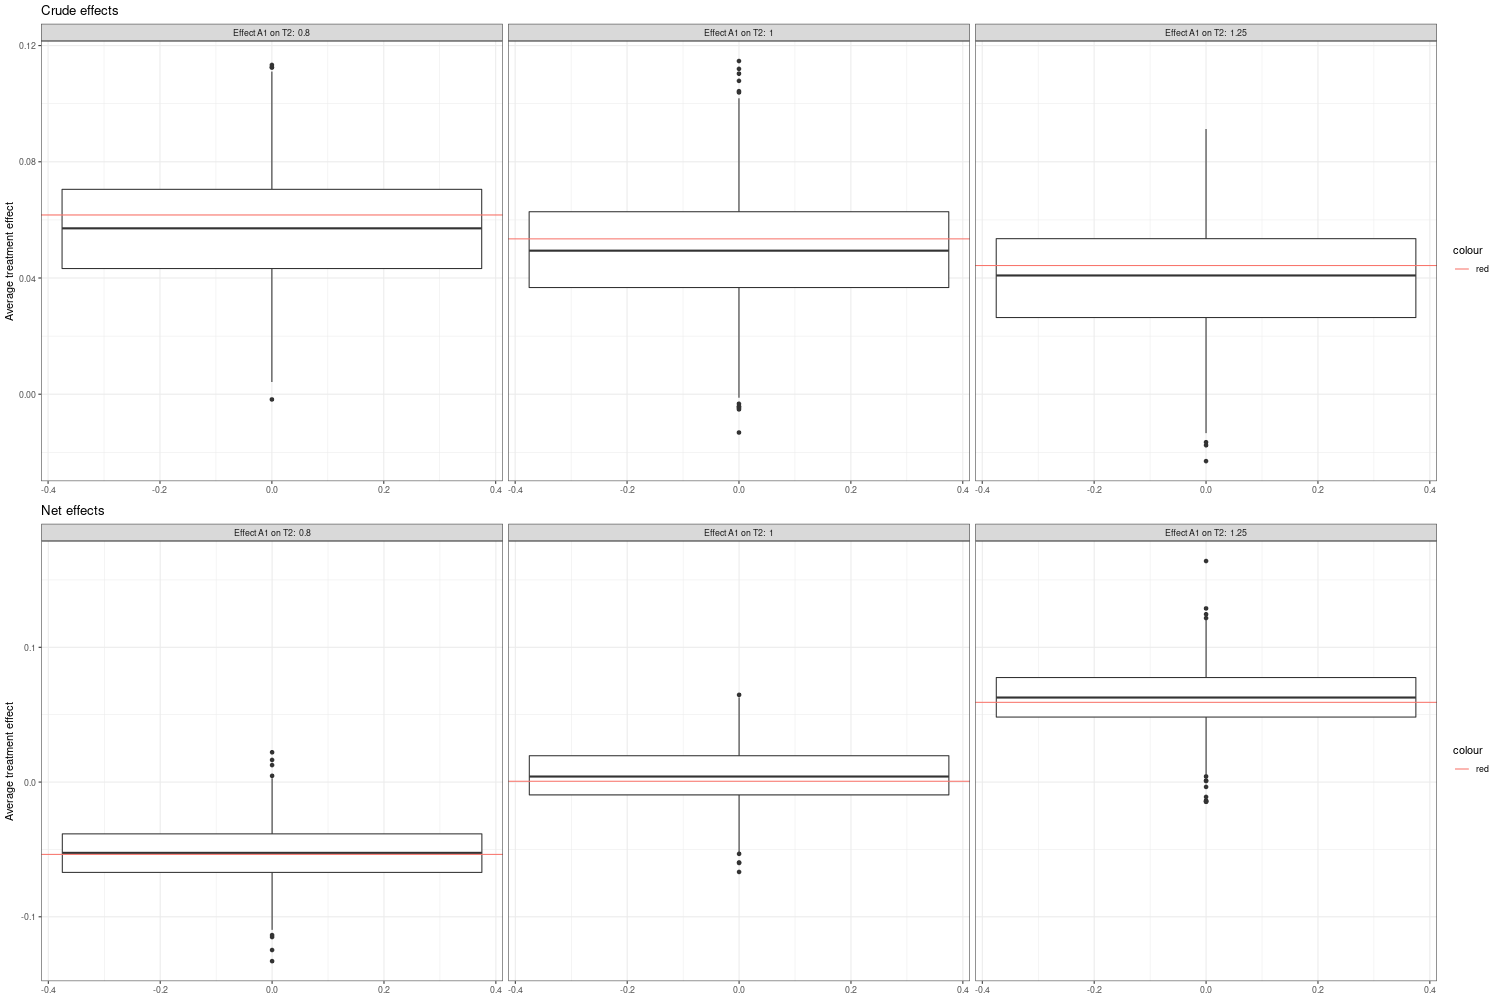 Crude effects
Effect A1 on T2: 0.8
Effect A1 on T2: 1
Effect A1 on T2: 1.25
0.12
0.08
0.04
0.00
Average treatment effect
-0.4 -0.2 0.0 0.2 0.4
-0.4 -0.2 0.0 0.2 0.4
-0.4 -0.2 0.0 0.2 0.4
colour
red
Net effects
Effect A1 on T2: 0.8
Effect A1 on T2: 1
Effect A1 on T2: 1.25
0.1
0.0
-0.1
Average treatment effect
-0.4 -0.2 0.0 0.2 0.4
-0.4 -0.2 0.0 0.2 0.4
-0.4 -0.2 0.0 0.2 0.4
colour
red